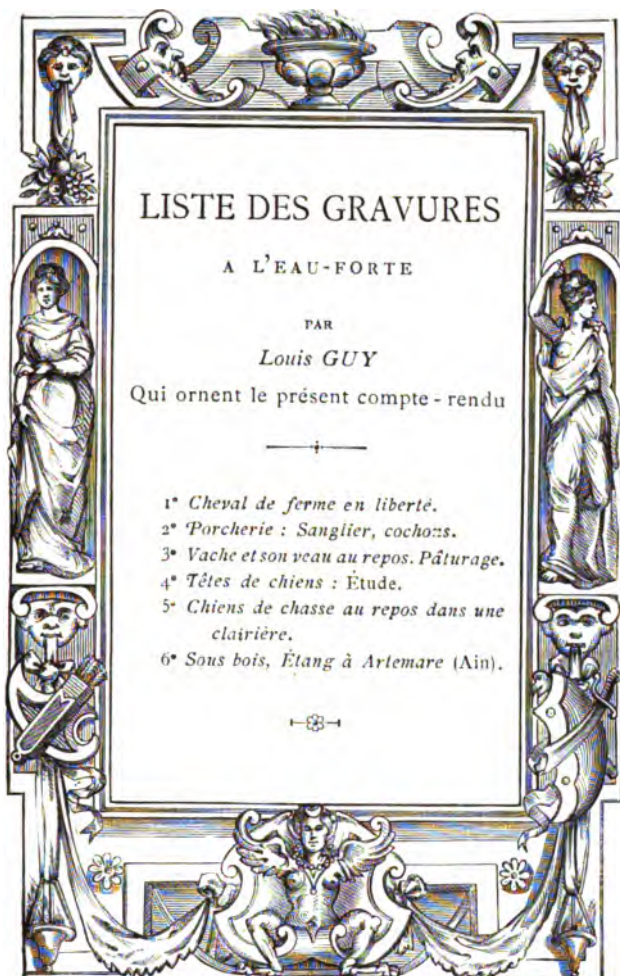 LISTE DES GRAVURES
A L'EAU-FORTE
PAR
Louis GUY
Qui ornent le présent compte-rendu
1° Cheval de ferme en liberté.
2° Porcherie : Sanglier, cochons.
3° Vache et son veau au repos. Pâturage.
4° Têtes de chiens : Étude.
5° Chiens de chasse au repos dans une
clairière.
6° Sous bois, Étang à Artemare (Ain).